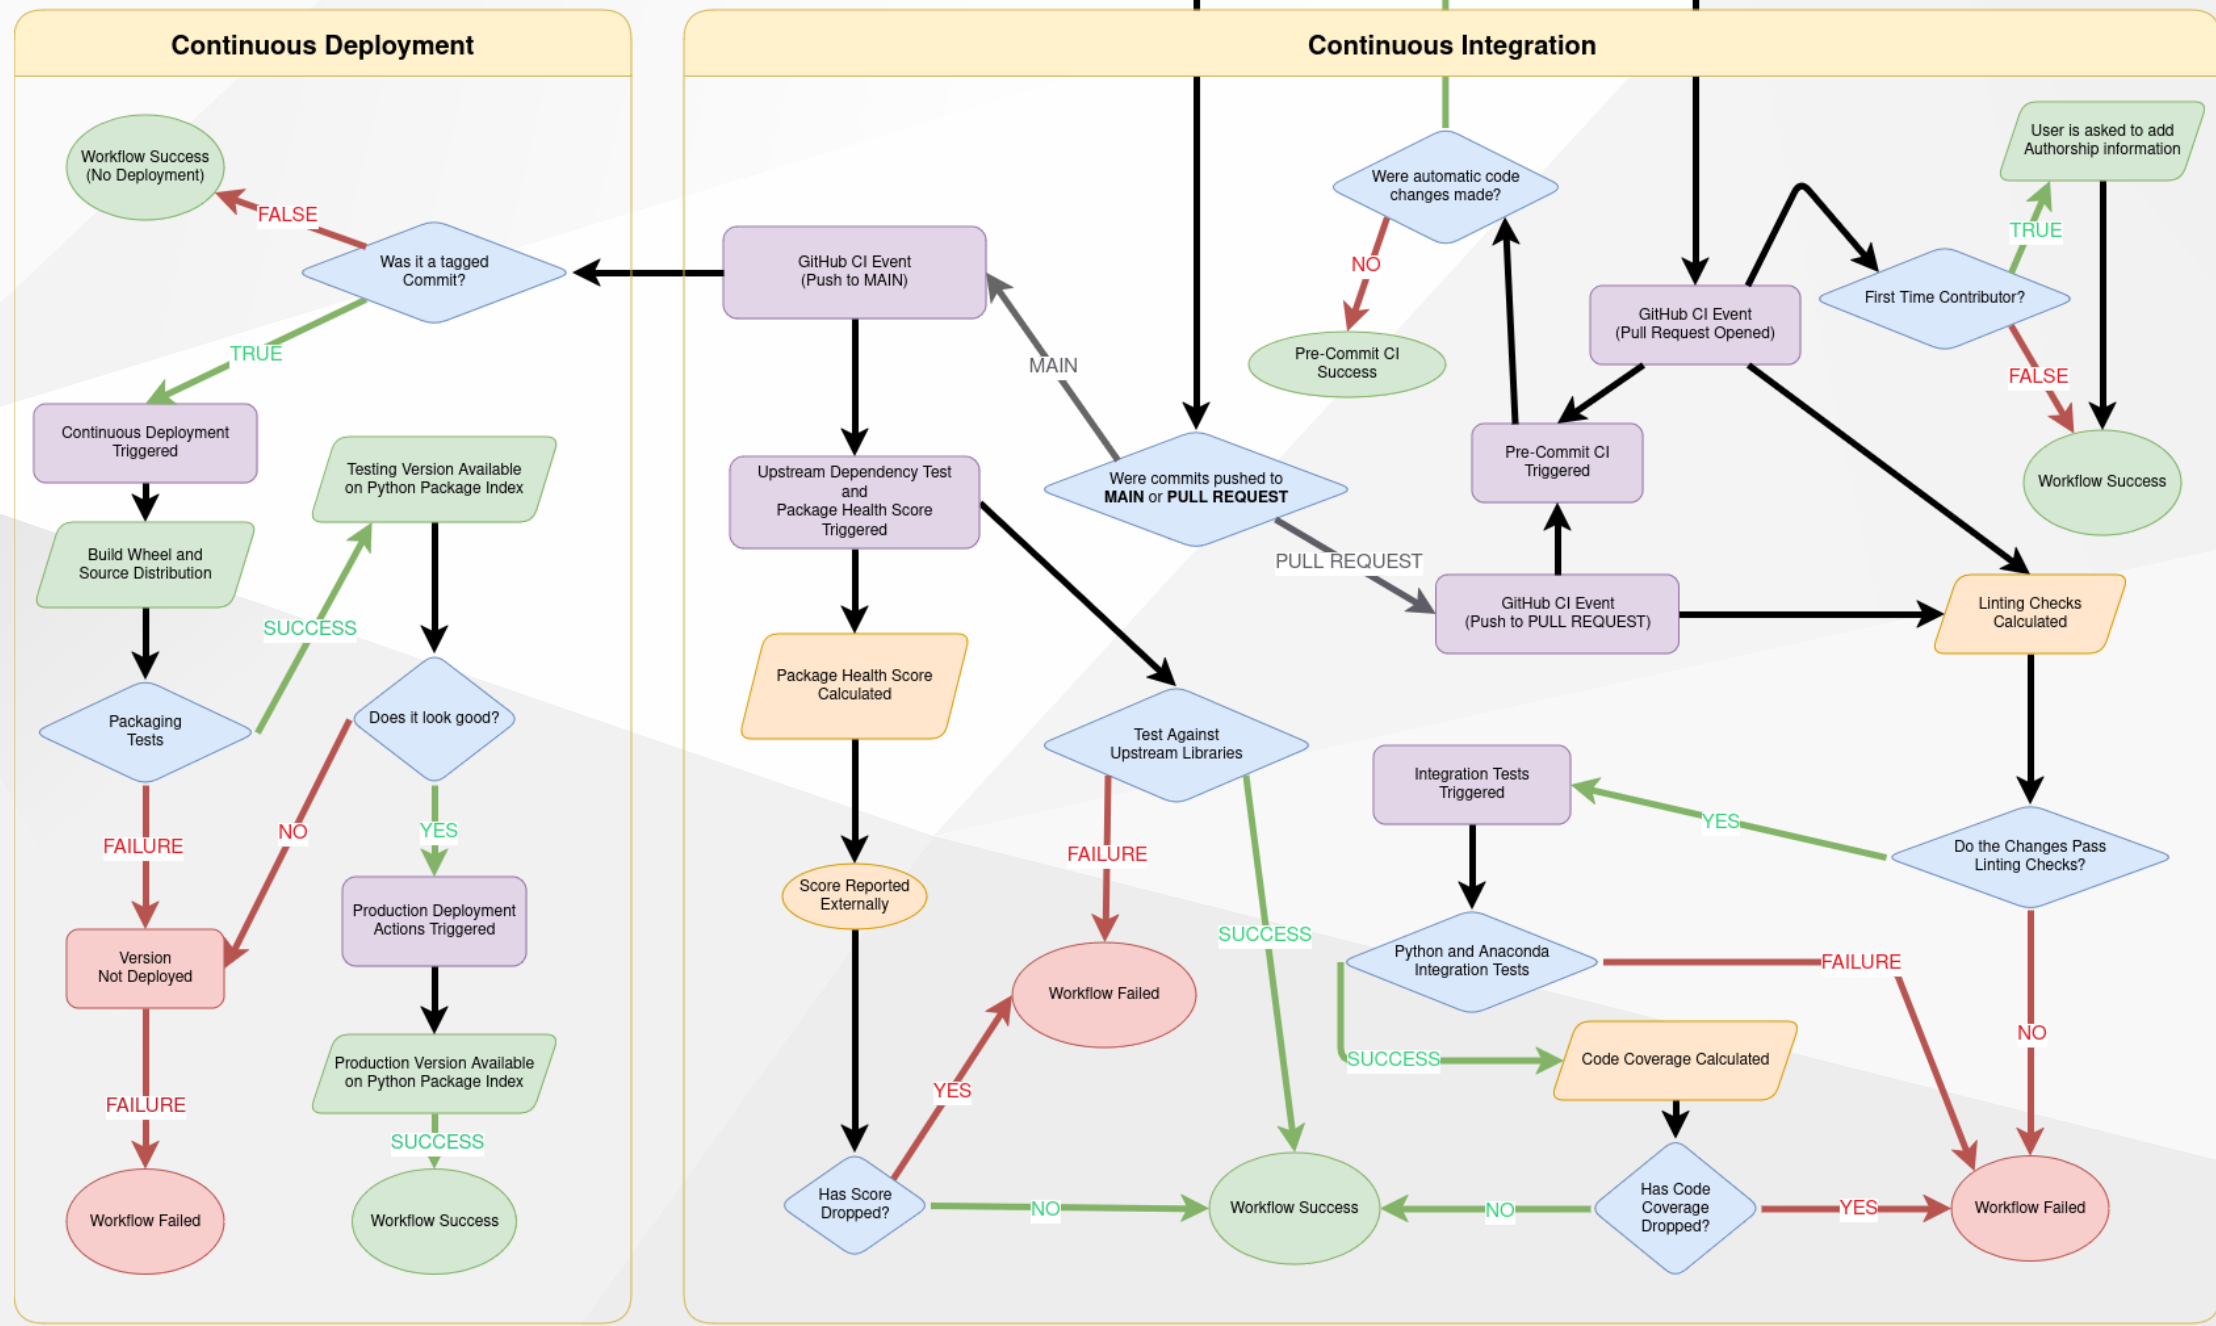 Continuous Deployment
Workflow Success
(No Deployment)
FALSE
Was it a tagged
Commit?
TRUE
Continuous Deployment
Triggered
Testing Version Available
on Python Package Index
Build Wheel and
Source Distribution
SUCCESS
Packaging
Tests
Does it look good?
FAILURE
NO
YES
Version
Not Deployed
Production Deployment
Actions Triggered
Production Version Available
on Python Package Index
FAILURE
SUCCESS
Workflow Failed
Workflow Success
Continuous Integration
GitHub CI Event
(Push to MAIN)
MAIN
Upstream Dependency Test
and
Package Health Score
Triggered
Were commits pushed to
MAIN or PULL REQUEST
PULL REQUEST
Package Health Score
Calculated
Test Against
Upstream Libraries
FAILURE
SUCCESS
Score Reported
Externally
Workflow Failed
YES
Has Score
Dropped?
NO
Workflow Success
Were automatic code
changes made?
NO
Pre-Commit CI
Success
Pre-Commit CI
Triggered
GitHub CI Event
(Pull Request Opened)
First Time Contributor?
User is asked to add
Authorship information
TRUE
FALSE
Workflow Success
GitHub CI Event
(Push to PULL REQUEST)
Linting Checks
Calculated
Integration Tests
Triggered
YES
Do the Changes Pass
Linting Checks?
Python and Anaconda
Integration Tests
FAILURE
NO
SUCCESS
Code Coverage Calculated
Has Code
Coverage
Dropped?
NO
YES
Workflow Failed